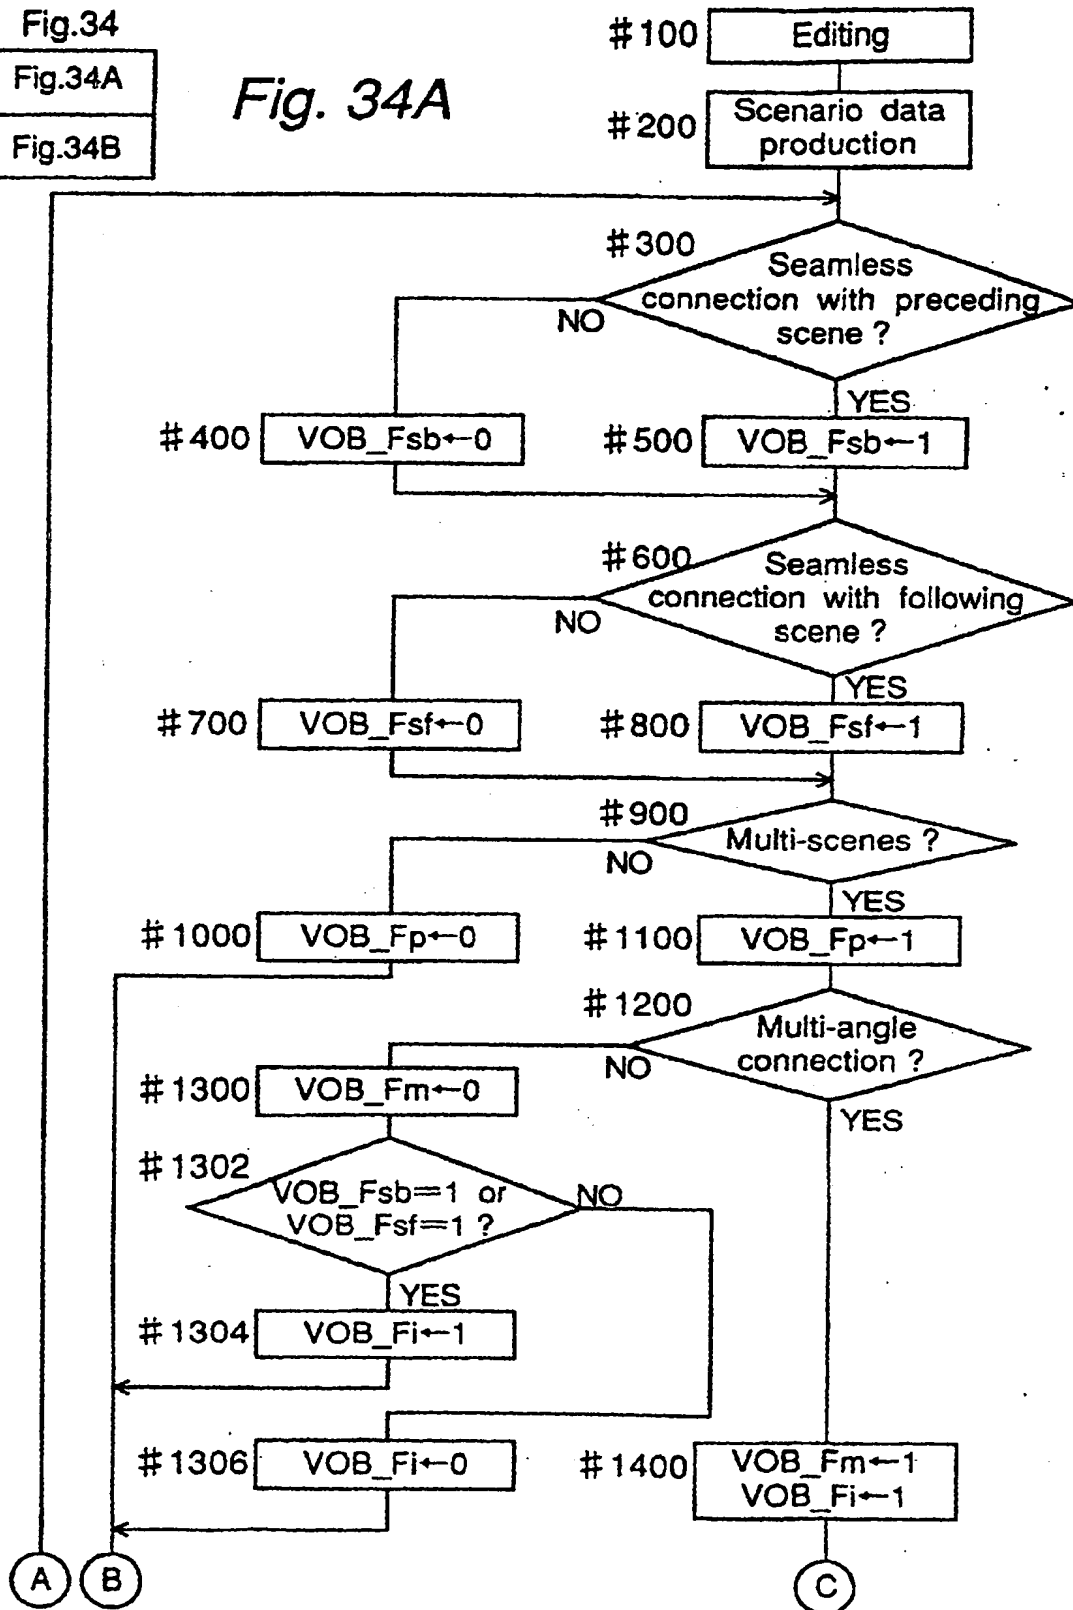 Fig.34
Fig.34A
Fig.34B
Fig. 34A
#100 Editing
#200 Scenario data
production
#300
Seamless
connection with preceding
scene ?
NO
YES
#400 VOB_Fsb←0
#500 VOB_Fsb←1
#600
Seamless
connection with following
scene ?
NO
YES
#700 VOB_Fsf←0
#800 VOB_Fsf←1
#900
Multi-scenes ?
NO
YES
#1000 VOB_Fp←0
#1100 VOB_Fp←1
#1200
Multi-angle
connection ?
NO
YES
#1300 VOB_Fm←0
#1302
VOB_Fsb=1 or
VOB_Fsf=1 ?
NO
YES
#1304 VOB_Fi←1
#1306 VOB_Fi←0
#1400 VOB_Fm←1
VOB_Fi←1
A B C